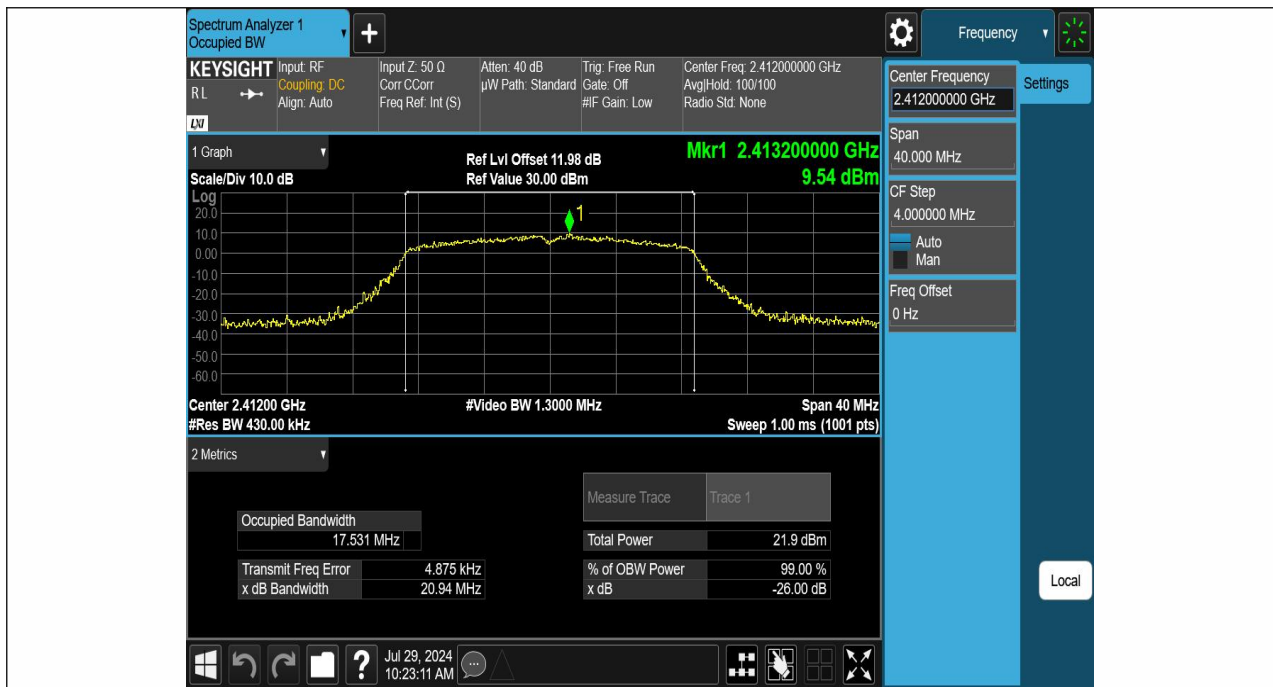 Spectrum Analyzer 1
Occupied BW
+
Frequency
KEYSIGHT
R L
LXI
Input: RF
Coupling: DC
Align: Auto
Input Z: 50 Ω
Corr CCorr
Freq Ref: Int (S)
Atten: 40 dB
µW Path: Standard
Trig: Free Run
Gate: Off
#IF Gain: Low
Center Freq: 2.412000000 GHz
Avg|Hold: 100/100
Radio Std: None
Center Frequency
2.412000000 GHz
Settings
Span
40.000 MHz
CF Step
4.000000 MHz
Auto
Man
Freq Offset
0 Hz
Local
1 Graph
Scale/Div 10.0 dB
Ref Lvl Offset 11.98 dB
Ref Value 30.00 dBm
Mkr1 2.413200000 GHz
9.54 dBm
Log
1
20.0
10.0
0.00
-10.0
-20.0
-30.0
-40.0
-50.0
-60.0
Center 2.41200 GHz
#Video BW 1.3000 MHz
Span 40 MHz
#Res BW 430.00 kHz
Sweep 1.00 ms (1001 pts)
2 Metrics
Measure Trace Trace 1
Occupied Bandwidth
17.531 MHz
Total Power 21.9 dBm
Transmit Freq Error 4.875 kHz
% of OBW Power 99.00 %
x dB Bandwidth 20.94 MHz
x dB -26.00 dB
?
Jul 29, 2024
10:23:11 AM